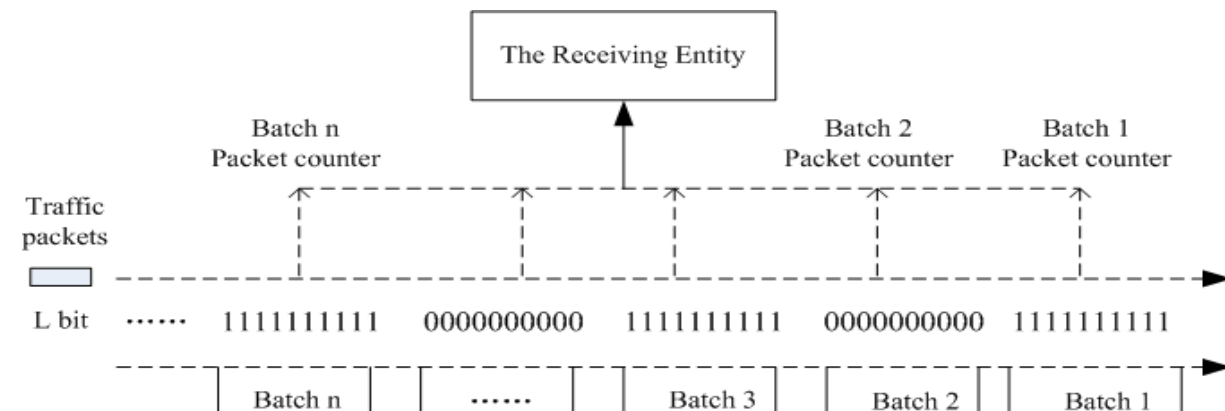 The Receiving Entity
Batch n
Packet counter
Batch 2
Packet counter
Batch 1
Packet counter
Traffic
packets
L bit ...... 1111111111 0000000000 1111111111 0000000000 1111111111
Batch n ...... Batch 3 Batch 2 Batch 1